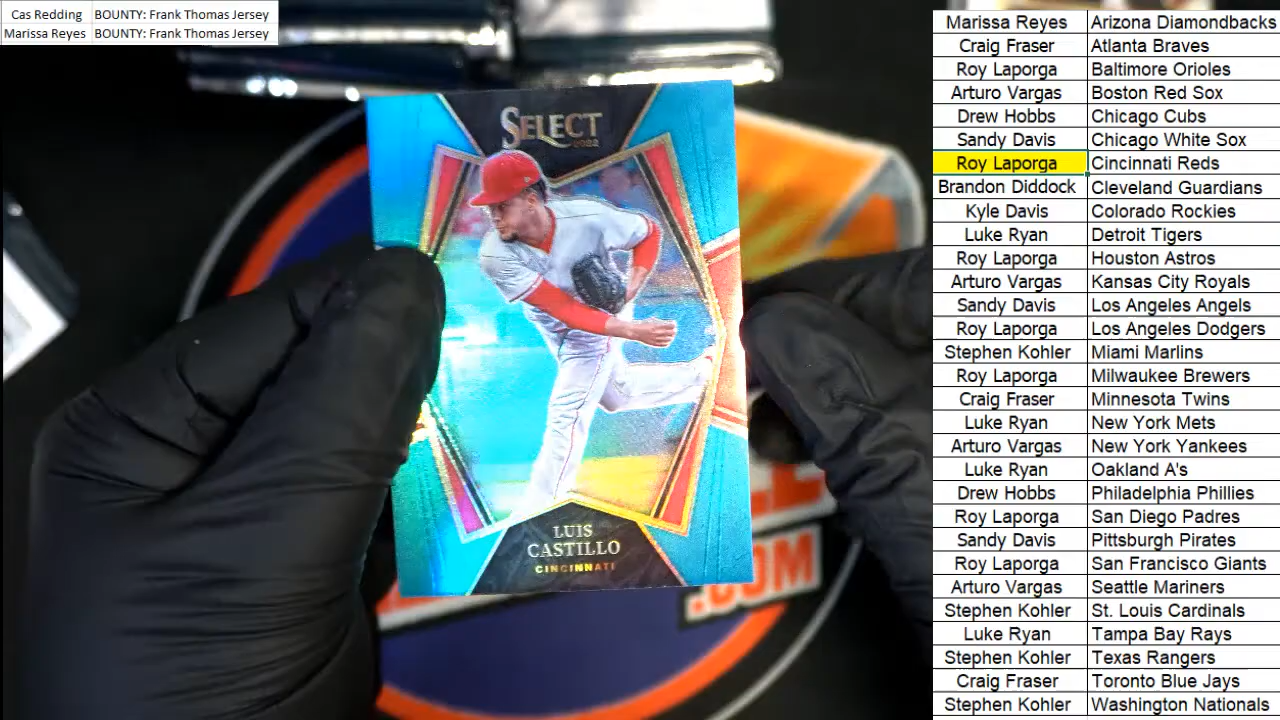 Cas Redding BOUNTY: Frank Thomas Jersey
Marissa Reyes BOUNTY: Frank Thomas Jersey
SELECT
2022
LUIS
CASTILLO
CINCINNATI
.COM
Marissa Reyes Arizona Diamondbacks
Craig Fraser Atlanta Braves
Roy Laporga Baltimore Orioles
Arturo Vargas Boston Red Sox
Drew Hobbs Chicago Cubs
Sandy Davis Chicago White Sox
Roy Laporga Cincinnati Reds
Brandon Diddock Cleveland Guardians
Kyle Davis Colorado Rockies
Luke Ryan Detroit Tigers
Roy Laporga Houston Astros
Arturo Vargas Kansas City Royals
Sandy Davis Los Angeles Angels
Roy Laporga Los Angeles Dodgers
Stephen Kohler Miami Marlins
Roy Laporga Milwaukee Brewers
Craig Fraser Minnesota Twins
Luke Ryan New York Mets
Arturo Vargas New York Yankees
Luke Ryan Oakland A's
Drew Hobbs Philadelphia Phillies
Roy Laporga San Diego Padres
Sandy Davis Pittsburgh Pirates
Roy Laporga San Francisco Giants
Arturo Vargas Seattle Mariners
Stephen Kohler St. Louis Cardinals
Luke Ryan Tampa Bay Rays
Stephen Kohler Texas Rangers
Craig Fraser Toronto Blue Jays
Stephen Kohler Washington Nationals